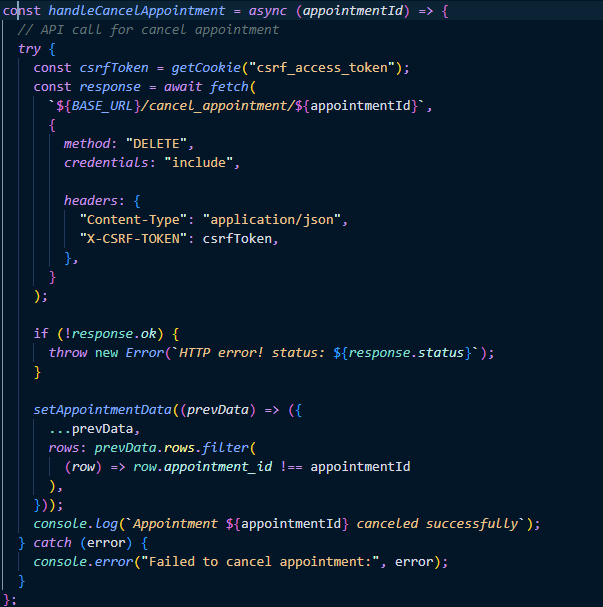 const handleCancelAppointment = async (appointmentId) => {
  // API call for cancel appointment
  try {
    const csrfToken = getCookie("csrf_access_token");
    const response = await fetch(
      `${BASE_URL}/cancel_appointment/${appointmentId}`,
      {
        method: "DELETE",
        credentials: "include",

        headers: {
          "Content-Type": "application/json",
          "X-CSRF-TOKEN": csrfToken,
        },
      }
    );

    if (!response.ok) {
      throw new Error(`HTTP error! status: ${response.status}`);
    }

    setAppointmentData((prevData) => ({
      ...prevData,
      rows: prevData.rows.filter(
        (row) => row.appointment_id !== appointmentId
      ),
    }));
    console.log(`Appointment ${appointmentId} canceled successfully`);
  } catch (error) {
    console.error("Failed to cancel appointment:", error);
  }
};